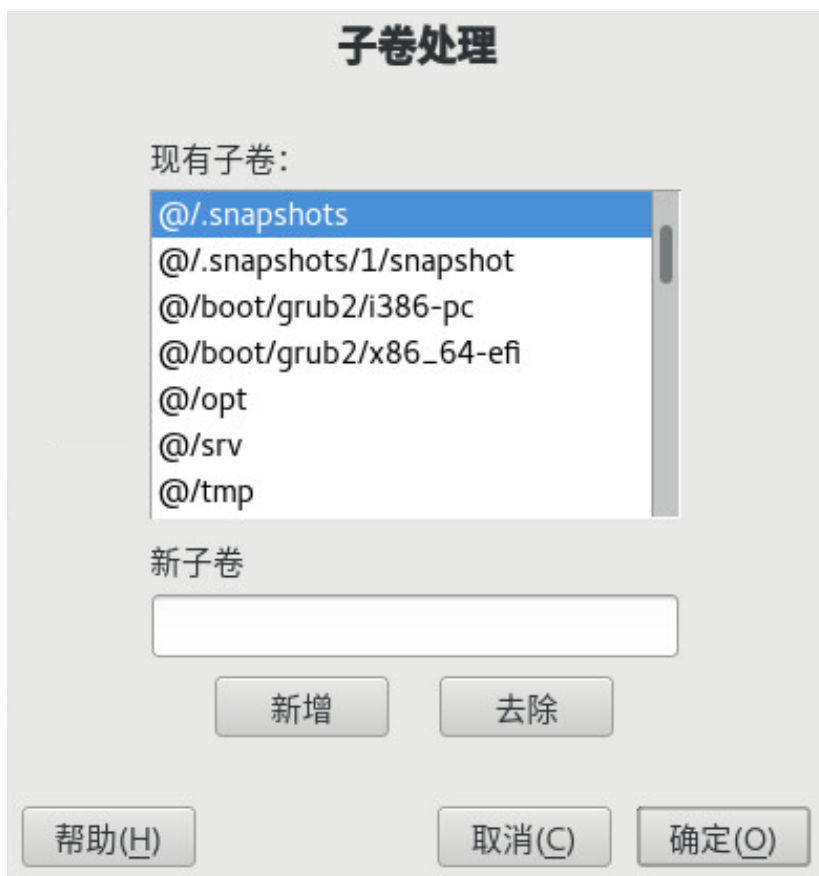 子卷处理
现有子卷：
@/.snapshots
@/.snapshots/1/snapshot
@/boot/grub2/i386-pc
@/boot/grub2/x86_64-efi
@/opt
@/srv
@/tmp
新子卷
新增 去除
帮助(H) 取消(C) 确定(O)